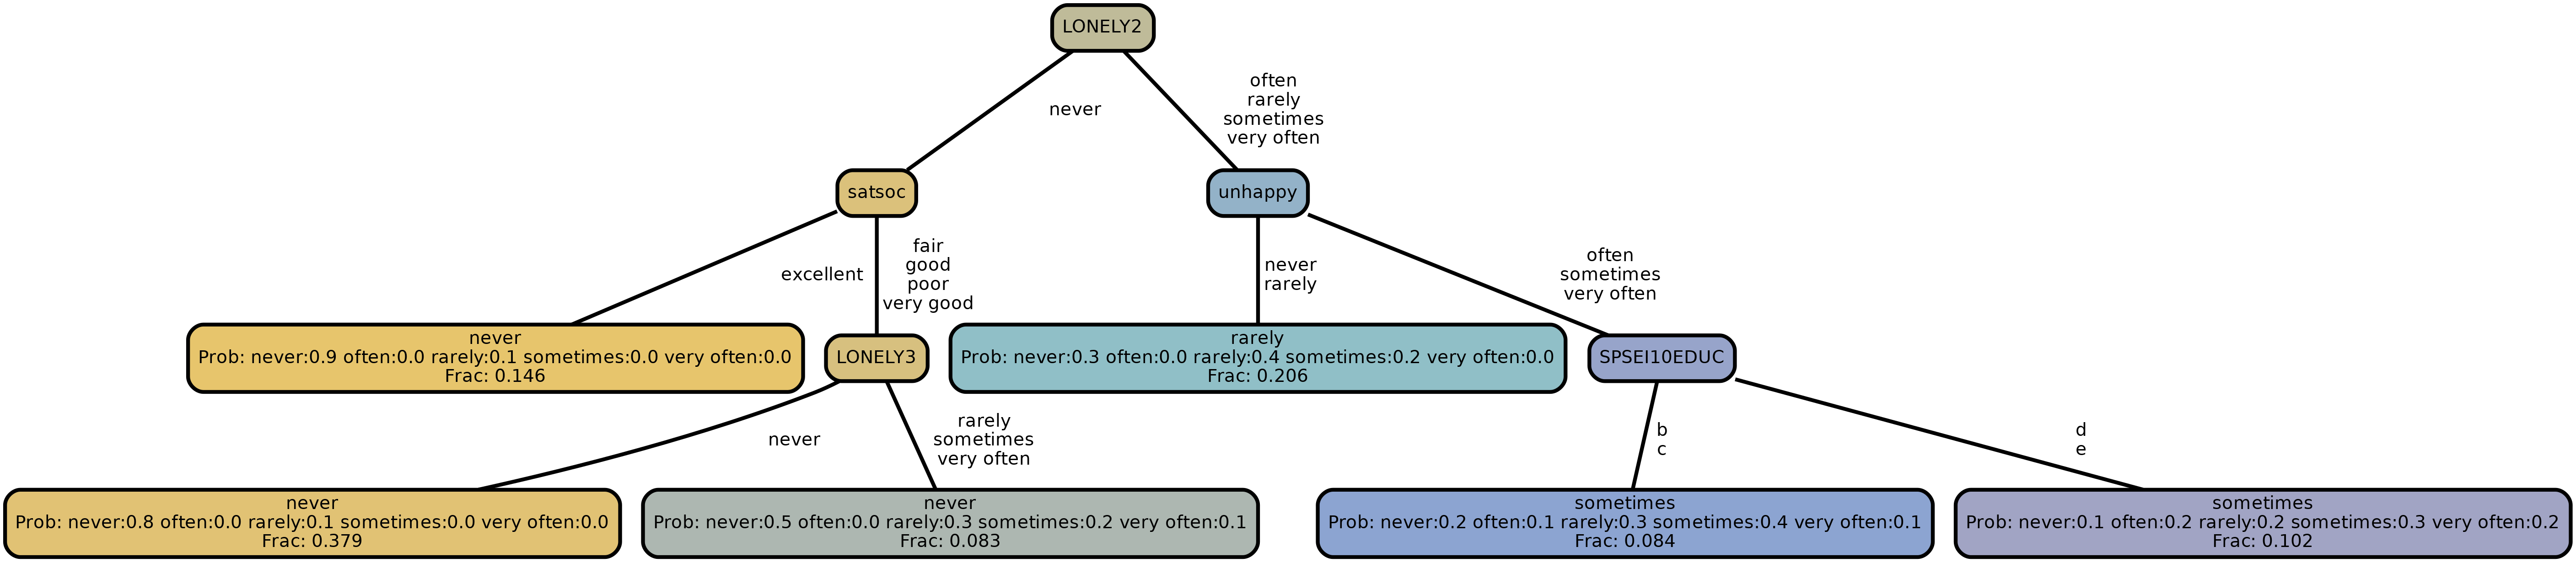 LONELY2
never
often
rarely
sometimes
very often
satsoc
unhappy
excellent
fair
good
poor
very good
never
rarely
often
sometimes
very often
never
Prob: never:0.9 often:0.0 rarely:0.1 sometimes:0.0 very often:0.0
Frac: 0.146
LONELY3
rarely
Prob: never:0.3 often:0.0 rarely:0.4 sometimes:0.2 very often:0.0
Frac: 0.206
SPSEI10EDUC
never
rarely
sometimes
very often
b
c
d
e
never
Prob: never:0.8 often:0.0 rarely:0.1 sometimes:0.0 very often:0.0
Frac: 0.379
never
Prob: never:0.5 often:0.0 rarely:0.3 sometimes:0.2 very often:0.1
Frac: 0.083
sometimes
Prob: never:0.2 often:0.1 rarely:0.3 sometimes:0.4 very often:0.1
Frac: 0.084
sometimes
Prob: never:0.1 often:0.2 rarely:0.2 sometimes:0.3 very often:0.2
Frac: 0.102